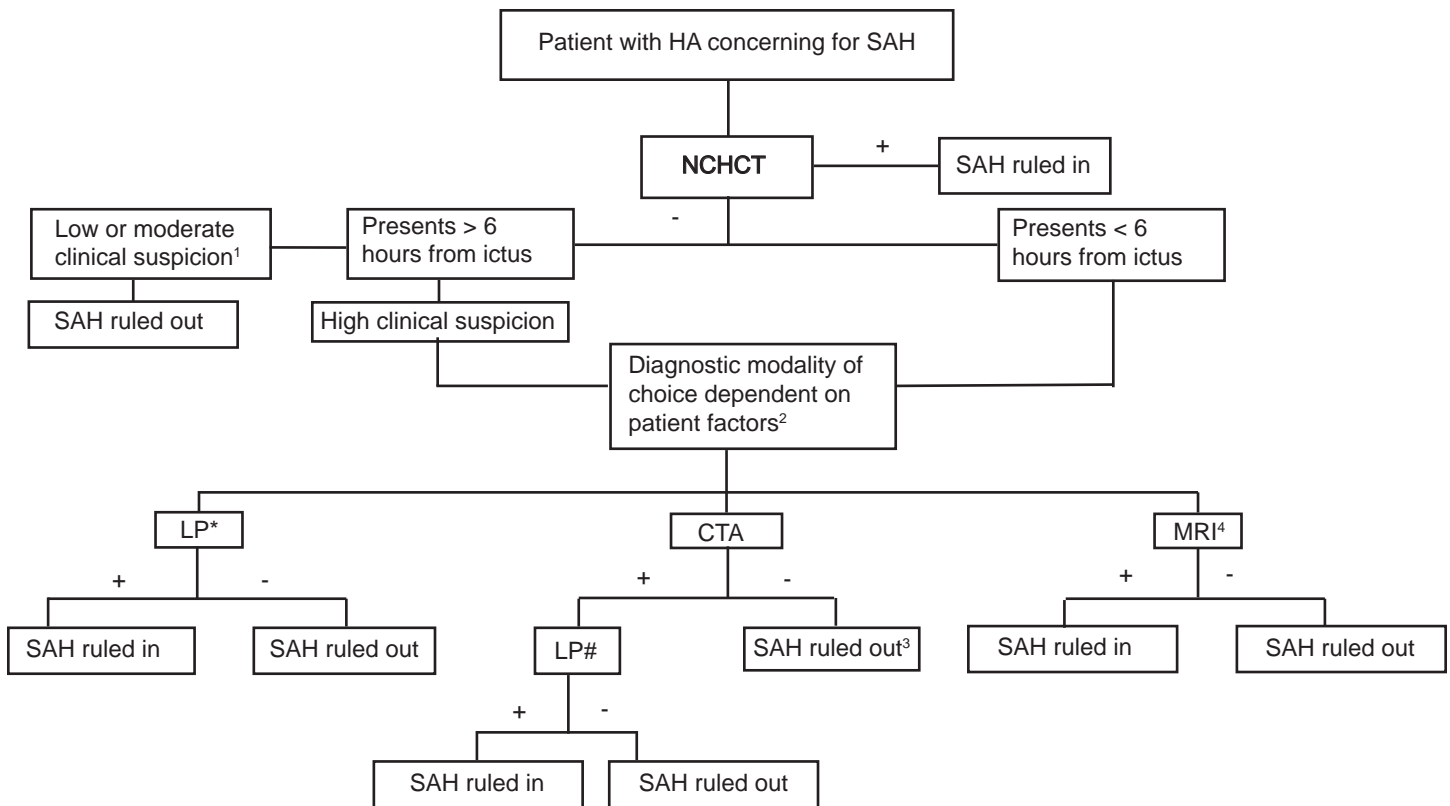 Patient with HA concerning for SAH
NCHCT
+
SAH ruled in
-
Low or moderate
clinical suspicion¹
Presents > 6
hours from ictus
Presents < 6
hours from ictus
SAH ruled out
High clinical suspicion
Diagnostic modality of
choice dependent on
patient factors²
LP*
CTA
MRI⁴
+
-
+
-
+
-
SAH ruled in
SAH ruled out
LP#
SAH ruled out³
SAH ruled in
SAH ruled out
+
-
SAH ruled in
SAH ruled out